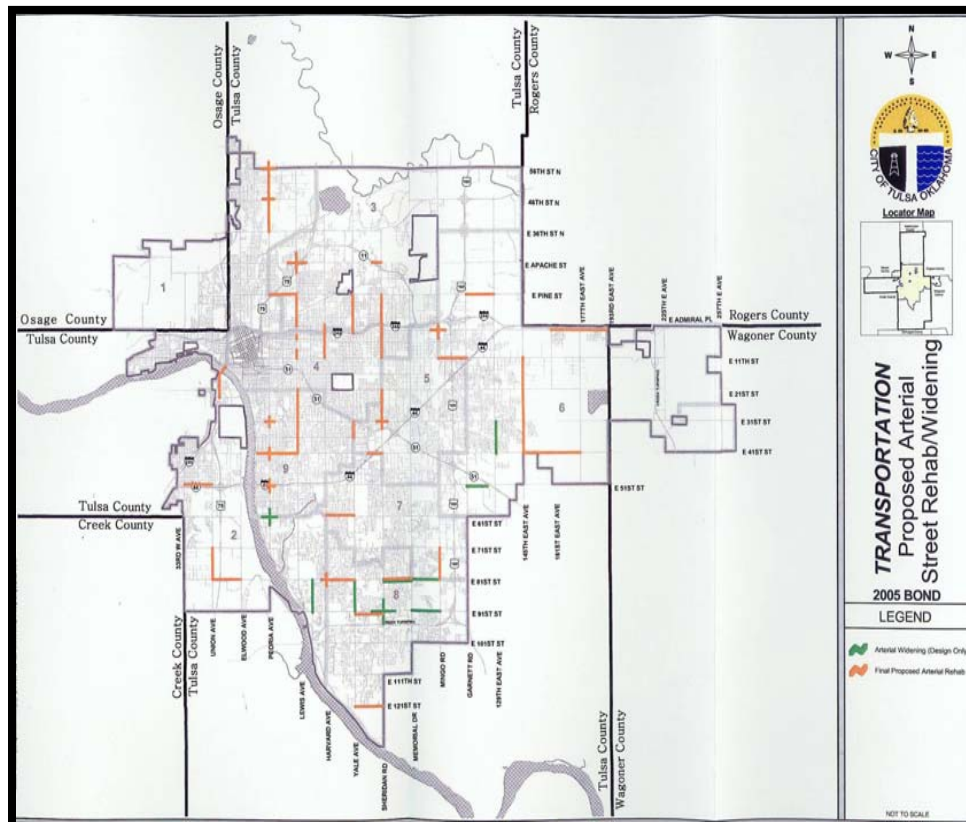 Osage County
Tulsa County
Tulsa County
Rogers County
N
W E
S
CITY OF TULSA OKLAHOMA
Locator Map
56TH ST N
46TH ST N
3
E 36TH ST N
E APACHE ST
1
E PINE ST
177TH EAST AVE
193RD EAST AVE
225TH E AVE
257TH E AVE
E ADMIRAL PL
Osage County
Tulsa County
Rogers County
Wagoner County
4
5
6
E 11TH ST
E 21ST ST
E 31ST ST
E 41ST ST
9
E 51ST ST
7
Tulsa County
Creek County
2
E 61ST ST
145TH EAST AVE
161ST EAST AVE
33RD W AVE
E 71ST ST
E 81ST ST
8
E 91ST ST
Creek County
Tulsa County
UNION AVE
ELWOOD AVE
PEORIA AVE
LEWIS AVE
HARVARD AVE
YALE AVE
SHERIDAN RD
MEMORIAL DR
MINGO RD
GARNETT RD
129TH EAST AVE
E 101ST ST
E 111TH ST
E 121ST ST
Tulsa County
Wagoner County
TRANSPORTATION
Proposed Arterial
Street Rehab/Widening
2005 BOND
LEGEND
Arterial Widening (Design Only
Final Proposed Arterial Rehab
NOT TO SCALE